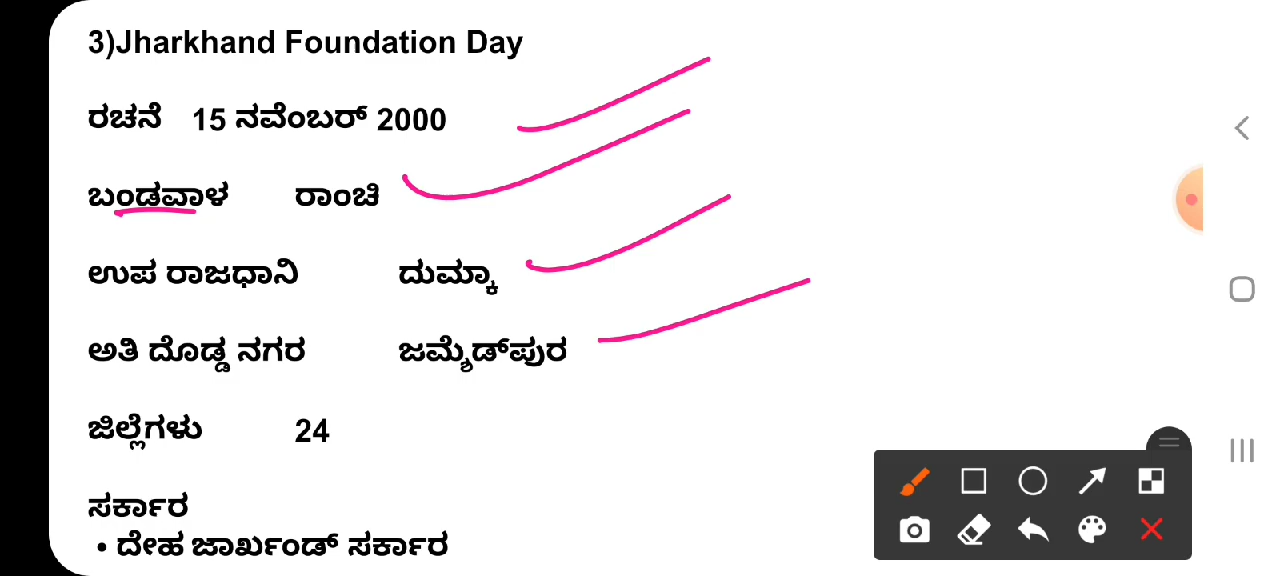 3)Jharkhand Foundation Day
ರಚನೆ 15 ನವೆಂಬರ್ 2000
ಬಂಡವಾಳ ರಾಂಚಿ
ಉಪ ರಾಜಧಾನಿ ದುಮ್ಕಾ
ಅತಿ ದೊಡ್ಡ ನಗರ ಜಮ್ಶೆಡ್‌ಪುರ
ಜಿಲ್ಲೆಗಳು 24
ಸರ್ಕಾರ
• ದೇಹ ಜಾರ್ಖಂಡ್ ಸರ್ಕಾರ